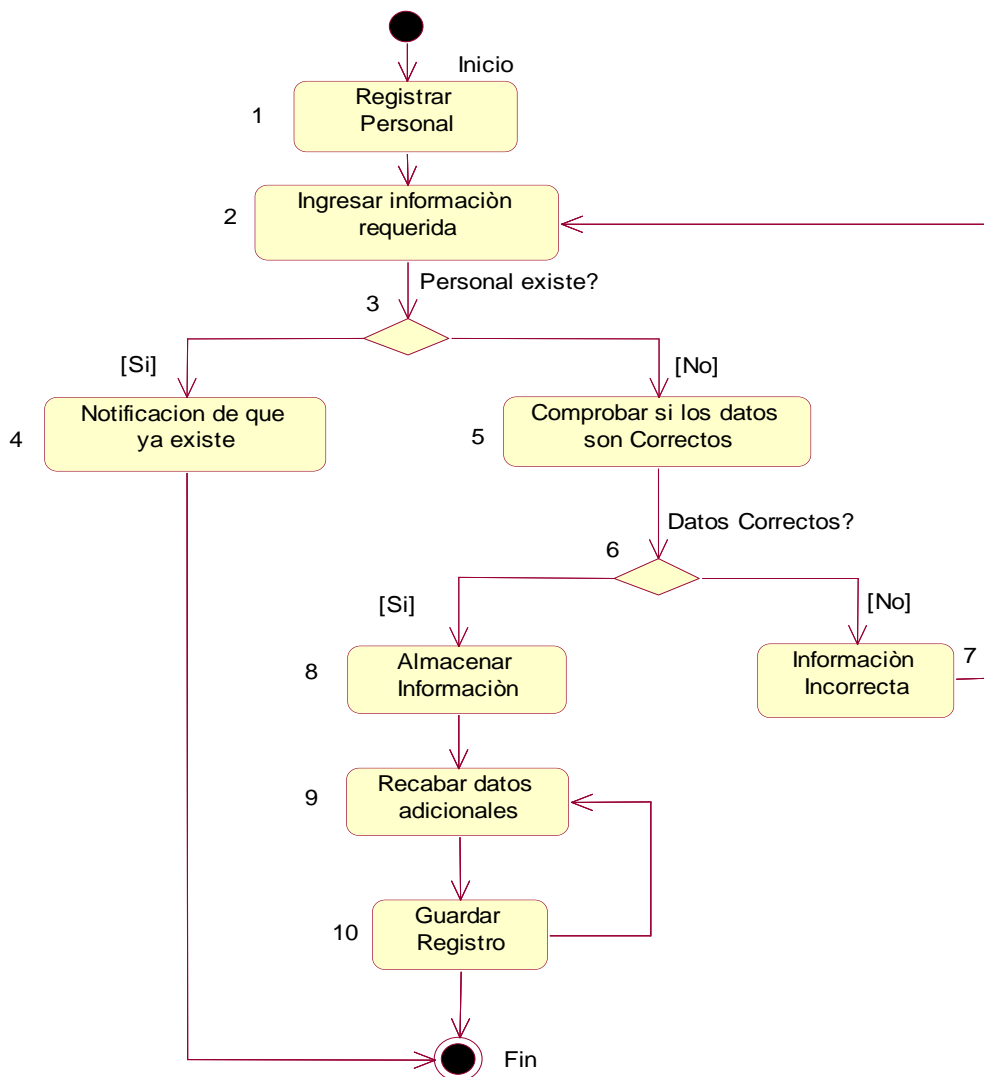 Inicio
1
Registrar
Personal
2
Ingresar informaciòn
requerida
Personal existe?
3
[Si]
[No]
4
Notificacion de que
ya existe
5
Comprobar si los datos
son Correctos
Datos Correctos?
6
[Si]
[No]
8
Almacenar
Informaciòn
Informaciòn
Incorrecta
7
9
Recabar datos
adicionales
10
Guardar
Registro
Fin